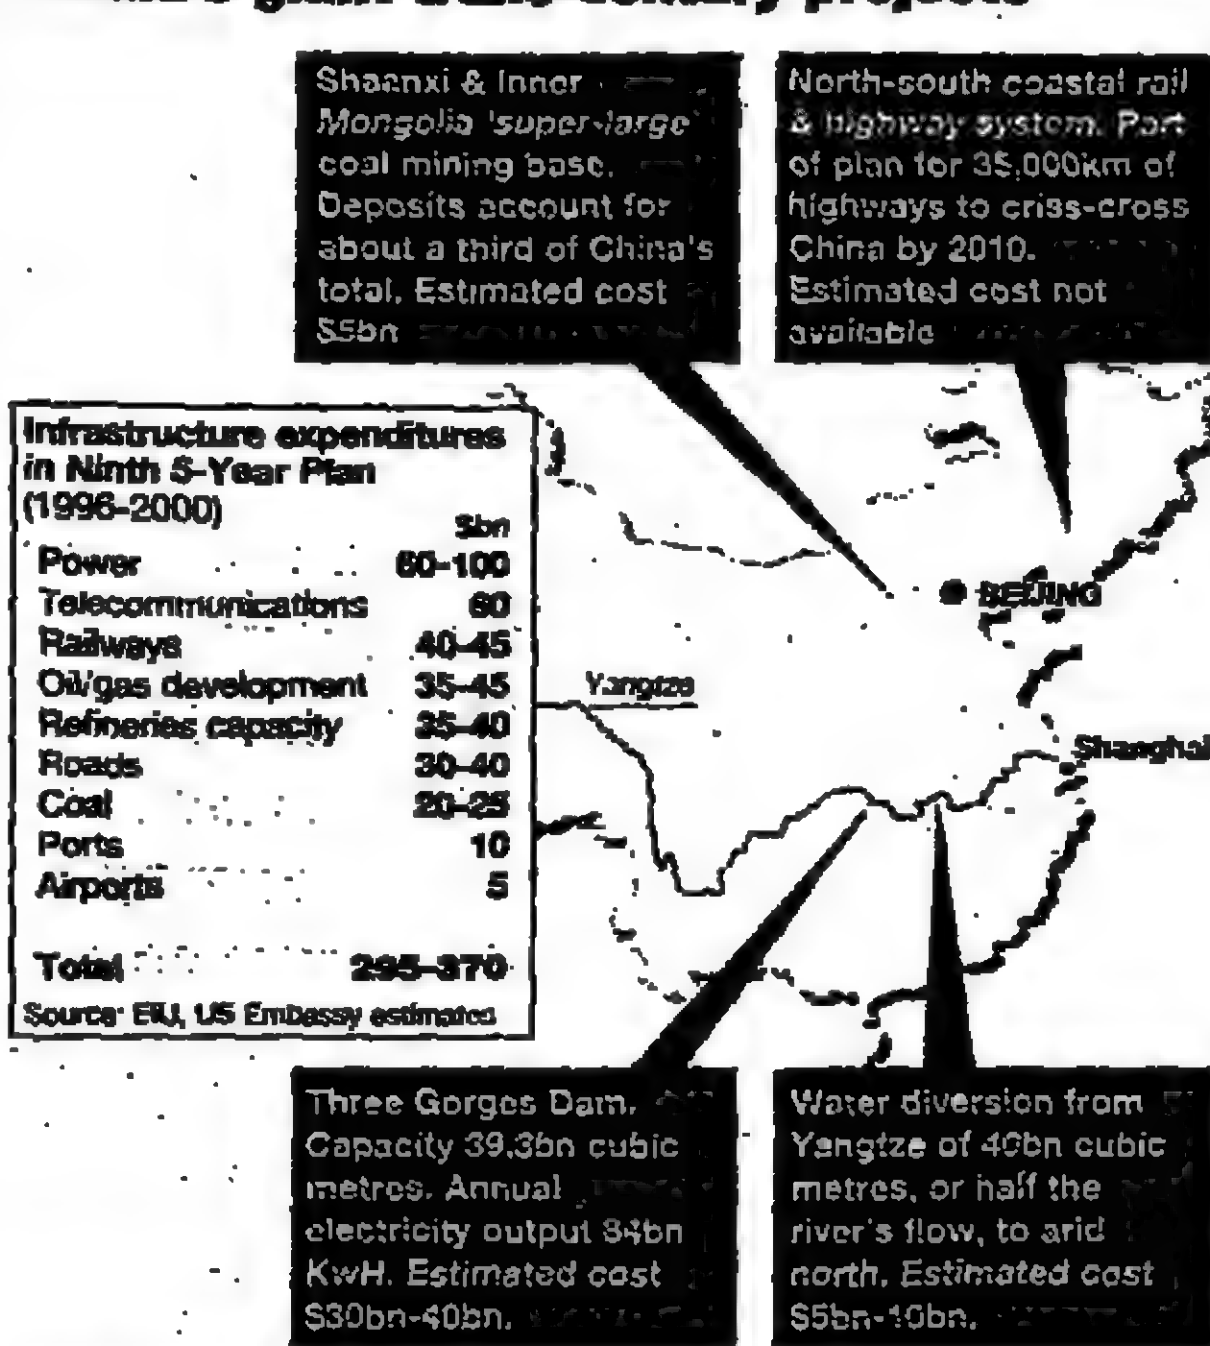 giant turn-of-century projects
Shaanxi & Inner
Mongolia 'super-large'
coal mining base.
Deposits account for
about a third of China's
total. Estimated cost
$5bn
North-south coastal rail
& highway system. Part
of plan for 35,000km of
highways to criss-cross
China by 2010.
Estimated cost not
available
Infrastructure expenditures
in Ninth 5-Year Plan
(1996-2000)
$bn
Power 60-100
Telecommunications 60
Railways 40-45
Oil/gas development 35-45
Refineries capacity 35-40
Roads 30-40
Coal 20-25
Ports 10
Airports 5
Total 295-370
Source: EIU, US Embassy estimates
BEIJING
Yangtze
Shanghai
Three Gorges Dam.
Capacity 39.3bn cubic
metres. Annual
electricity output 84bn
KwH. Estimated cost
$30bn-40bn.
Water diversion from
Yangtze of 40bn cubic
metres, or half the
river's flow, to arid
north. Estimated cost
$5bn-10bn.